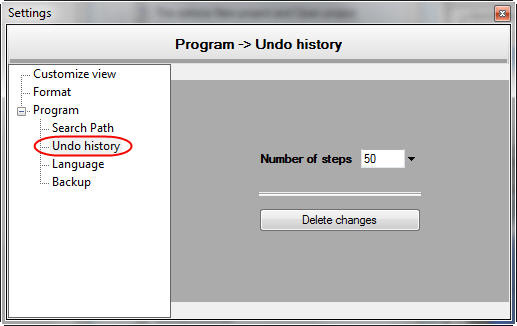 Settings
Program -> Undo history
Customize view
Format
Program
Search Path
Undo history
Language
Backup
Number of steps 50
Delete changes